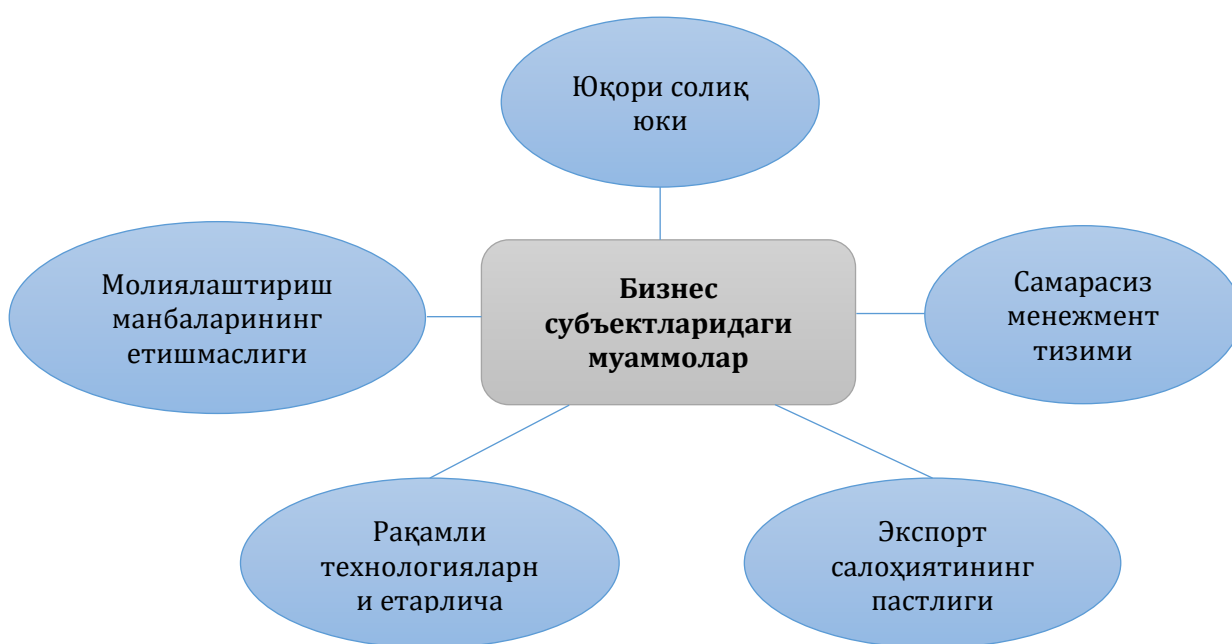 Юқори солиқ
юки
Молиялаштириш
манбаларининг
етишмаслиги
Бизнес
субъектларидаги
муаммолар
Самарасиз
менежмент
тизими
Рақамли
технологияларн
и етарлича
Экспорт
салоҳиятининг
пастлиги